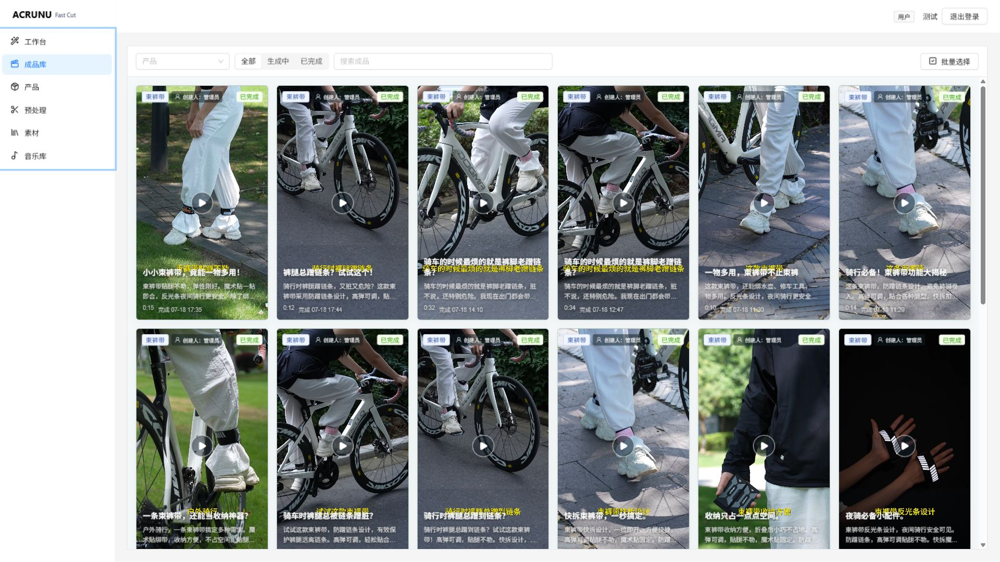 ACRUNU Fast Cut
用户 测试 退出登录
工作台
成品库
产品
预处理
素材
音乐库
产品 全部 生成中 已完成 搜索成品 批量选择
束裤带 创建人：管理员 已完成
束裤带贴腿不勒
小小束裤带，竟能一物多用！
束裤带贴腿不勒，弹性刚好。魔术贴一粘
即合，反光条夜间骑行更安全。除了绑...
0:15 完成 07-18 17:35
束裤带 创建人：管理员 已完成
骑行时裤腿蹭链条
裤腿总蹭链条？试试这个！
骑行时裤腿蹭链条，又脏又危险？这款束
裤带采用防蹭链条设计，高弹可调，贴...
0:12 完成 07-18 17:44
束裤带 创建人：管理员 已完成
骑车的时候最烦的就是裤脚老蹭链条
骑车的时候最烦的就是裤脚老蹭链
条？
骑车的时候最烦的就是裤脚老蹭链条，脏
不说，还特别危险。我现在出门都会带...
0:32 完成 07-18 14:10
束裤带 创建人：管理员 已完成
骑车的时候最烦的就是裤脚老蹭链条
骑车的时候最烦的就是裤脚老蹭链
条？
骑车的时候最烦的就是裤脚老蹭链条，脏
不说，还特别危险。我现在出门都会带...
0:34 完成 07-18 12:47
束裤带 创建人：管理员 已完成
这款束裤带
一物多用，束裤带不止束裤
这款束裤带，还能绑水壶、修车工具，一
物多用。反光条设计，夜间骑行更安全...
0:10 完成 07-18 11:30
束裤带 创建人：管理员 已完成
这条束裤带
骑行必备！束裤带功能大揭秘
这条束裤带，防蹭链条设计，避免裤脚卷
入。高弹可调，贴合各种腿型。快拆扣...
0:14 完成 07-18 11:29
束裤带 创建人：管理员 已完成
户外骑行
一条束裤带，还能当收纳神器？
户外骑行，一条束裤带搞定多种需求。魔
术贴绑带，收纳方便，不占空间。贴腿...
束裤带 创建人：管理员 已完成
试试这款束裤带
骑车时裤腿总被链条蹭脏？
试试这款束裤带，防蹭链条设计，有效保
护裤腿远离链条。高弹可调，轻松贴合...
束裤带 创建人：管理员 已完成
骑行时裤腿总蹭到链条
骑行时裤腿总蹭到链条？
骑行时裤腿总蹭到链条？试试这款束裤
带！高弹可调，贴腿不勒。快拆设计，...
束裤带 创建人：管理员 已完成
束裤带快拆设计
快拆束裤带，一秒搞定。
束裤带快拆设计，一拉即开，方便快捷。
高弹可调贴腿不勒，魔术贴固定。防蹭...
束裤带 创建人：管理员 已完成
束裤带收纳方便
收纳只占一点点空间。
束裤带收纳方便，折叠后小巧不占地。高
弹可调，贴腿不勒，魔术贴固定。防蹭...
束裤带 创建人：管理员 已完成
束裤带反光条设计
夜骑必备小配件。
束裤带反光条设计，夜间骑行安全可见。
防蹭链条，高弹可调贴腿不勒。快拆魔...